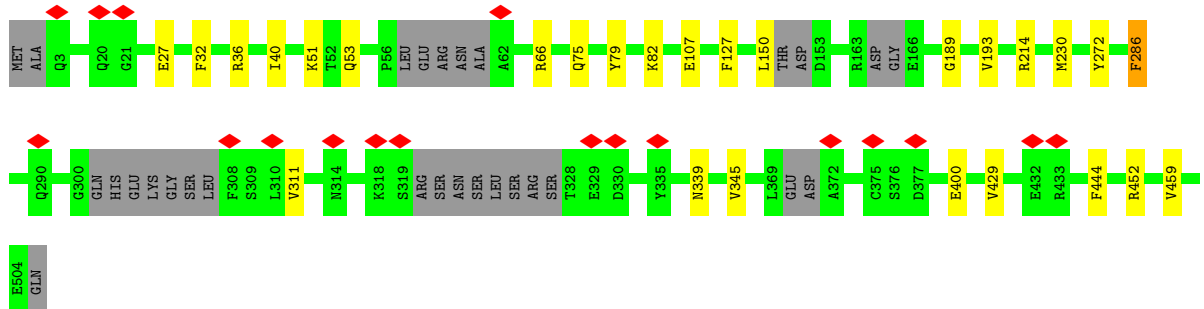 MET ALA Q3 Q20 G21 E27 F32 R36 I40 K51 T52 Q53 P56 LEU GLU ARG ASN ALA A62 R66 Q75 Y79 K82 E107 F127 L150 THR ASP D153 R163 ASP GLY E166 G189 V193 R214 M230 Y272 F286
Q290 G300 GLN HIS GLU LYS GLY SER LEU F308 S309 L310 V311 N314 K318 S319 ARG SER ASN SER LEU SER ARG SER T328 E329 D330 Y335 N339 V345 L369 GLU ASP A372 C375 S376 D377 E400 V429 E432 R433 F444 R452 V459
E504 GLN